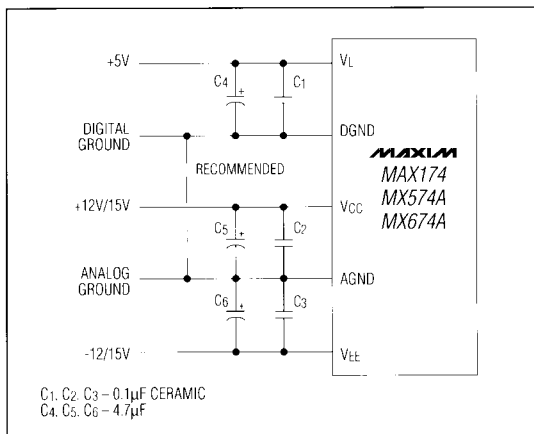 +5V
C4
+
C1
VL
DIGITAL
GROUND
DGND
RECOMMENDED
MAXIM
MAX174
MX574A
MX674A
+12V/15V
VCC
C5
+
C2
ANALOG
GROUND
AGND
C6
+
C3
-12/15V
VEE
C1, C2, C3 – 0.1µF CERAMIC
C4, C5, C6 – 4.7µF